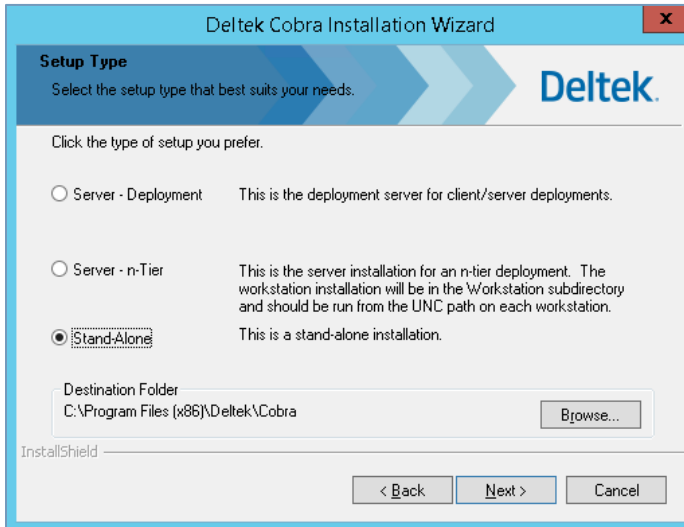 Deltek Cobra Installation Wizard
x
Setup Type
Select the setup type that best suits your needs.
Deltek.
Click the type of setup you prefer.
Server - Deployment
This is the deployment server for client/server deployments.
Server - n-Tier
This is the server installation for an n-tier deployment. The
workstation installation will be in the Workstation subdirectory
and should be run from the UNC path on each workstation.
Stand-Alone
This is a stand-alone installation.
Destination Folder
C:\Program Files (x86)\Deltek\Cobra
Browse...
InstallShield
< Back
Next >
Cancel